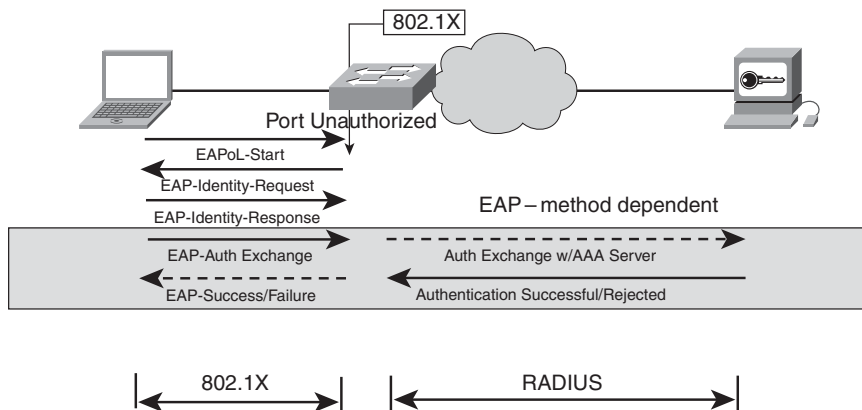 802.1X
Port Unauthorized
EAPoL-Start
EAP-Identity-Request
EAP-Identity-Response
EAP – method dependent
EAP-Auth Exchange
Auth Exchange w/AAA Server
EAP-Success/Failure
Authentication Successful/Rejected
802.1X
RADIUS